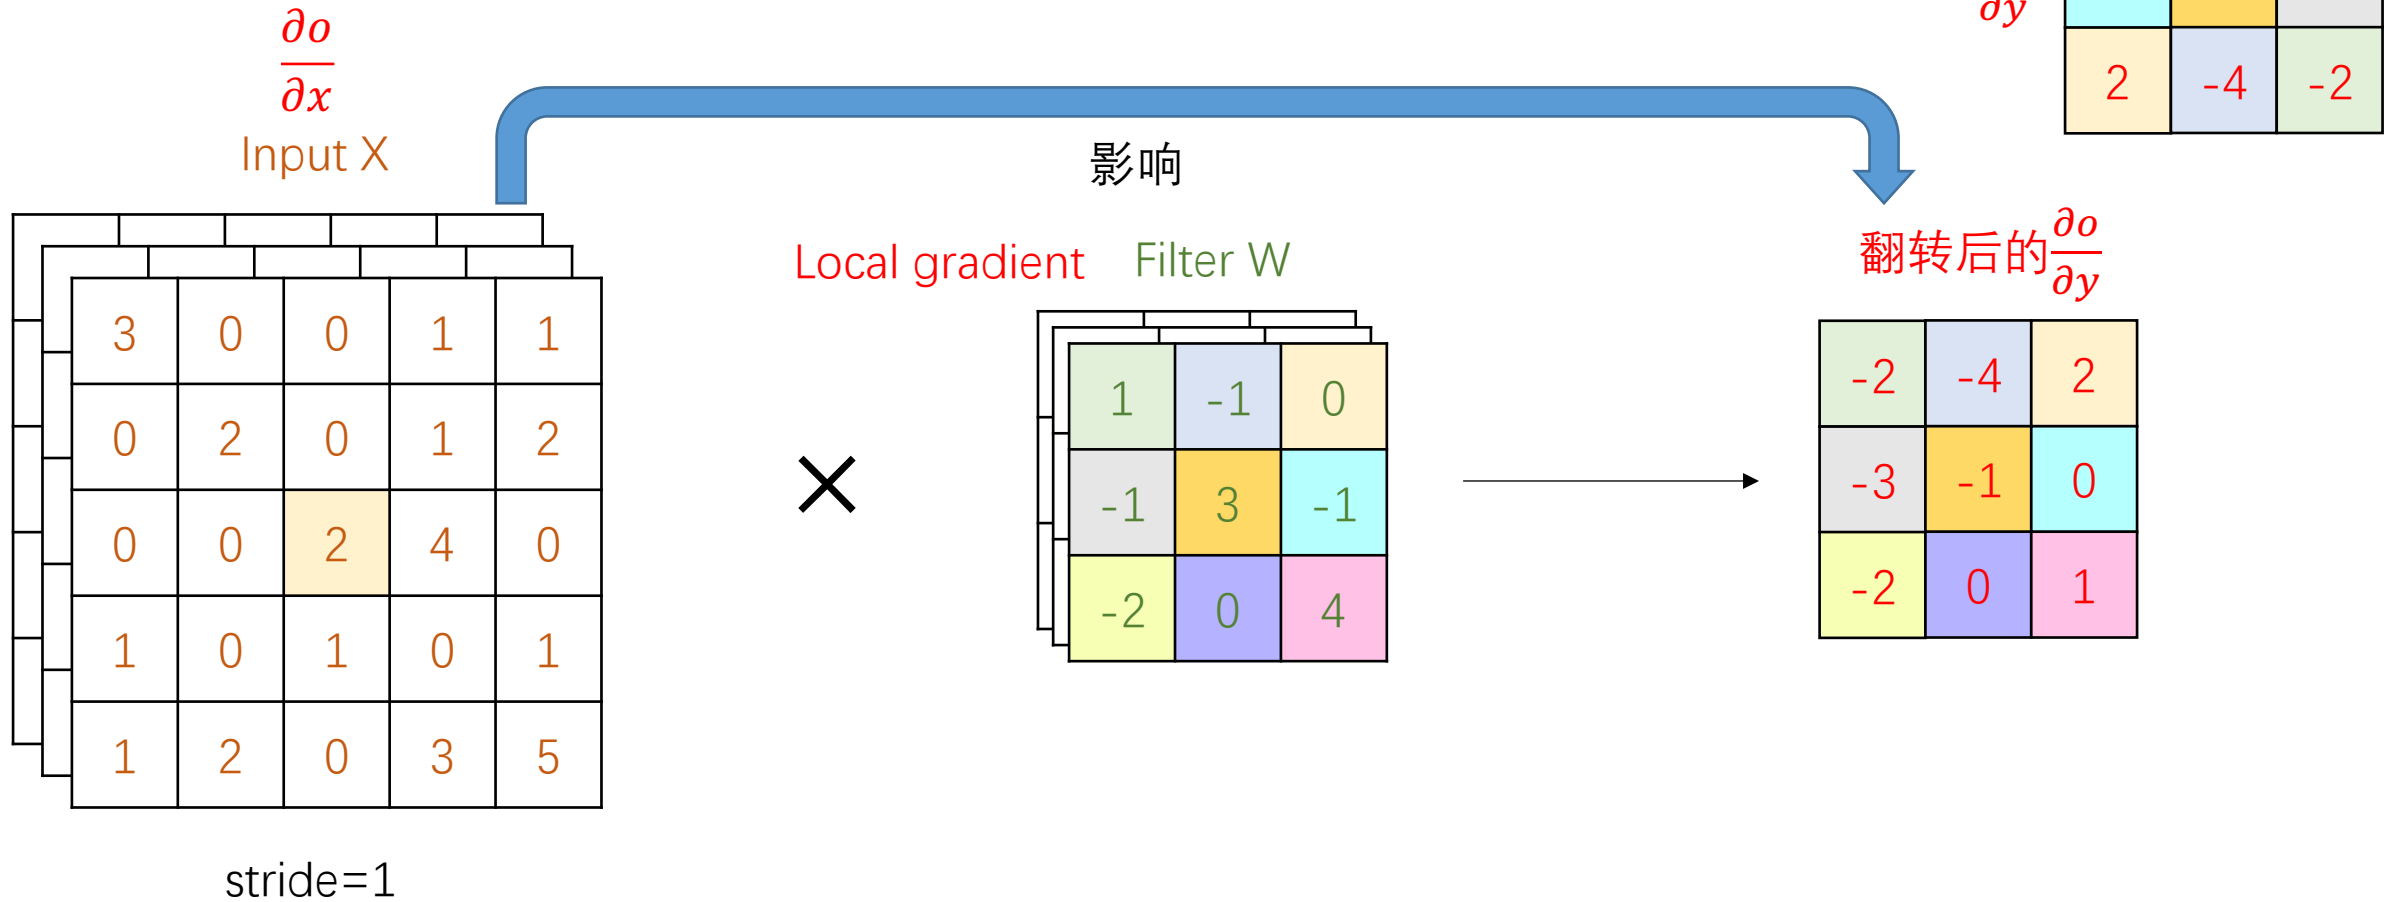 ∂o
∂x
Input X
∂y
2 -4 -2
影响
Local gradient Filter W
翻转后的 ∂o
∂y
3 0 0 1 1
0 2 0 1 2
0 0 2 4 0
1 0 1 0 1
1 2 0 3 5
×
1 -1 0
-1 3 -1
-2 0 4
-2 -4 2
-3 -1 0
-2 0 1
stride=1